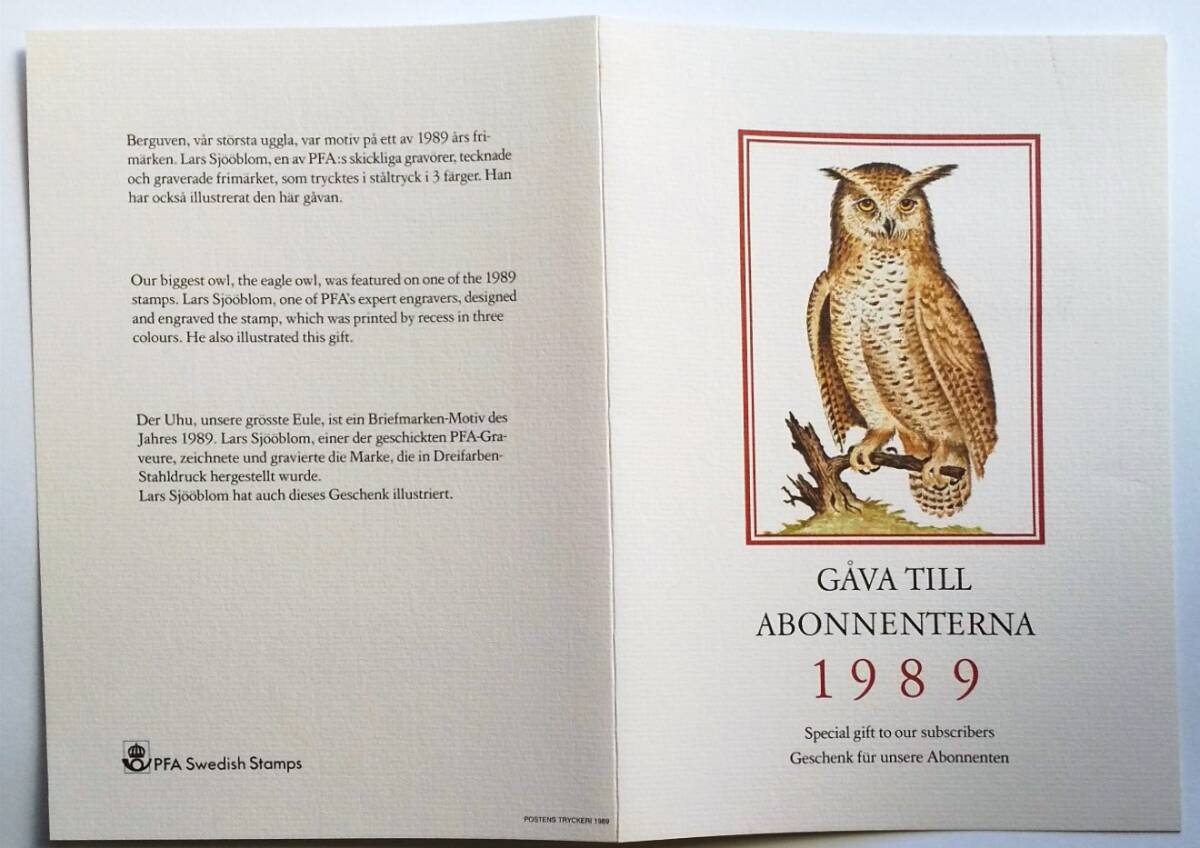 Berguven, vår största uggla, var motiv på ett av 1989 års fri-
märken. Lars Sjööblom, en av PFA:s skickliga gravörer, tecknade
och graverade frimärket, som trycktes i ståltryck i 3 färger. Han
har också illustrerat den här gåvan.
Our biggest owl, the eagle owl, was featured on one of the 1989
stamps. Lars Sjööblom, one of PFA's expert engravers, designed
and engraved the stamp, which was printed by recess in three
colours. He also illustrated this gift.
Der Uhu, unsere grösste Eule, ist ein Briefmarken-Motiv des
Jahres 1989. Lars Sjööblom, einer der geschickten PFA-Gra-
veure, zeichnete und gravierte die Marke, die in Dreifarben-
Stahldruck hergestellt wurde.
Lars Sjööblom hat auch dieses Geschenk illustriert.
PFA Swedish Stamps
POSTENS TRYCKERI 1989
GÅVA TILL
ABONNENTERNA
1989
Special gift to our subscribers
Geschenk für unsere Abonnenten